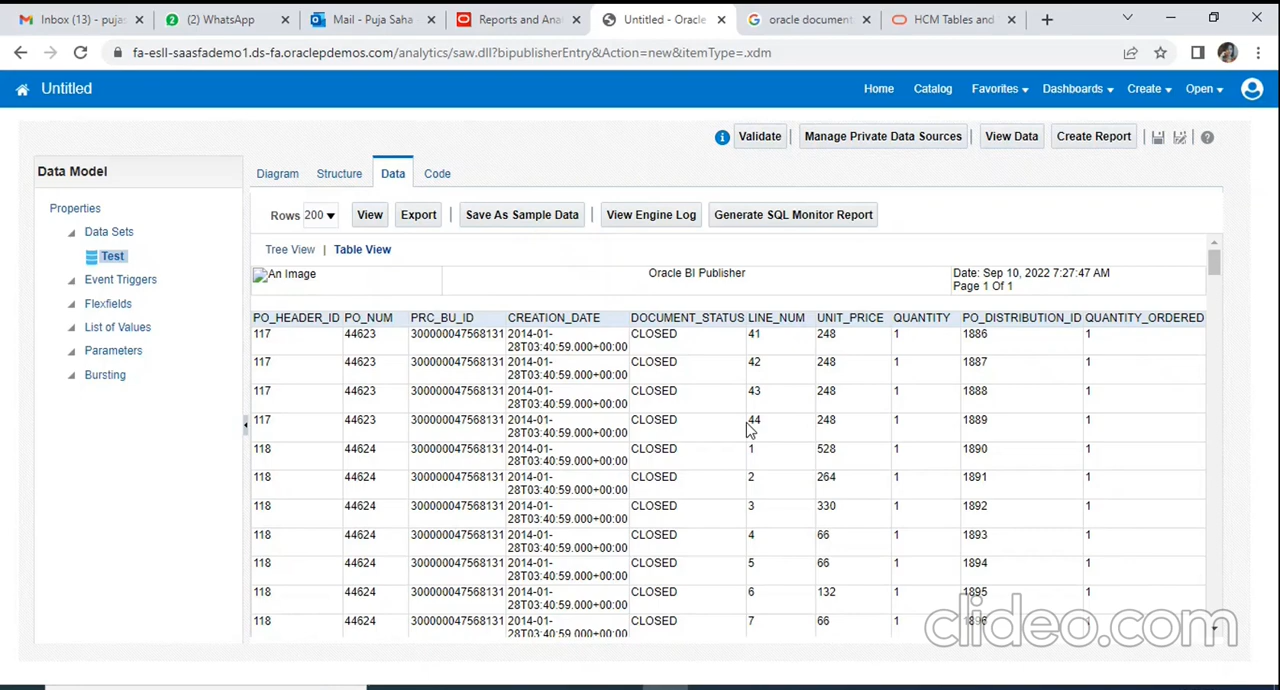 Inbox (13) - pujas
(2) WhatsApp
Mail - Puja Saha
Reports and Ana
Untitled - Oracle
oracle document
HCM Tables and
fa-esll-saasfademo1.ds-fa.oraclepdemos.com/analytics/saw.dll?bipublisherEntry&Action=new&itemType=.xdm
Untitled
Home Catalog Favorites Dashboards Create Open
Validate | Manage Private Data Sources | View Data Create Report
Data Model
Properties
Data Sets
Test
Event Triggers
Flexfields
List of Values
Parameters
Bursting
Diagram Structure Data Code
Rows 200 View Export | Save As Sample Data | View Engine Log Generate SQL Monitor Report
Tree View | Table View
An Image Oracle BI Publisher Date: Sep 10, 2022 7:27:47 AM
Page 1 Of 1
PO_HEADER_ID PO_NUM PRC_BU_ID CREATION_DATE DOCUMENT_STATUS LINE_NUM UNIT_PRICE QUANTITY PO_DISTRIBUTION_ID QUANTITY_ORDERED
117 44623 300000047568131 2014-01- CLOSED 41 248 1 1886 1
28T03:40:59.000+00:00
117 44623 300000047568131 2014-01- CLOSED 42 248 1 1887 1
28T03:40:59.000+00:00
117 44623 300000047568131 2014-01- CLOSED 43 248 1 1888 1
28T03:40:59.000+00:00
117 44623 300000047568131 2014-01- CLOSED 44 248 1 1889 1
28T03:40:59.000+00:00
118 44624 300000047568131 2014-01- CLOSED 1 528 1 1890 1
28T03:40:59.000+00:00
118 44624 300000047568131 2014-01- CLOSED 2 264 1 1891 1
28T03:40:59.000+00:00
118 44624 300000047568131 2014-01- CLOSED 3 330 1 1892 1
28T03:40:59.000+00:00
118 44624 300000047568131 2014-01- CLOSED 4 66 1 1893 1
28T03:40:59.000+00:00
118 44624 300000047568131 2014-01- CLOSED 5 66 1 1894 1
28T03:40:59.000+00:00
118 44624 300000047568131 2014-01- CLOSED 6 132 1 1895 1
28T03:40:59.000+00:00
118 44624 300000047568131 2014-01- CLOSED 7 66 1 1896 1
28T03:40:59.000+00:00
clideo.com